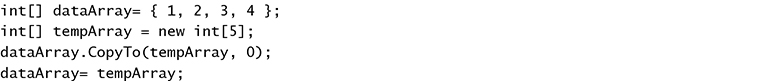 int[] dataArray= { 1, 2, 3, 4 };
int[] tempArray = new int[5];
dataArray.CopyTo(tempArray, 0);
dataArray= tempArray;